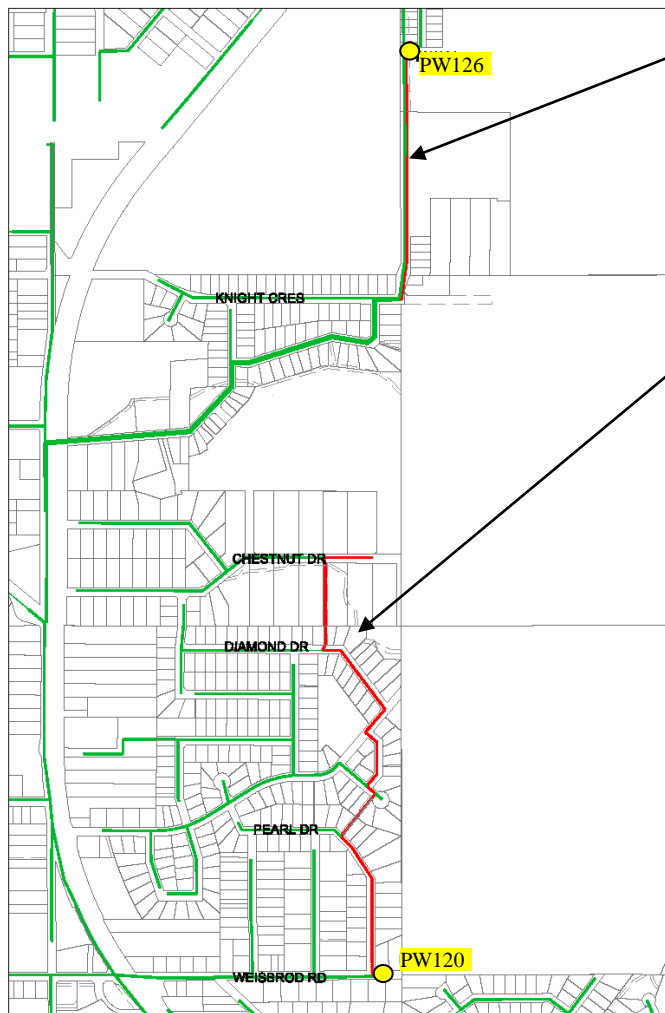 PW126
KNIGHT CRES
CHESTNUT DR
DIAMOND DR
PEARL DR
PW120
WEISBROD RD